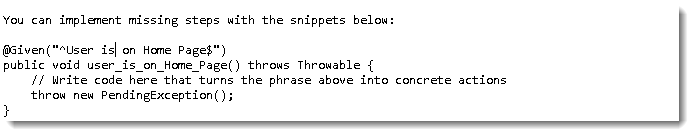 You can implement missing steps with the snippets below:
@Given("^User is on Home Page$")
public void user_is_on_Home_Page() throws Throwable {
// Write code here that turns the phrase above into concrete actions
throw new PendingException();
}